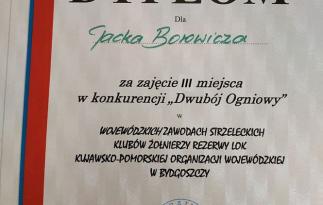 DYPLOM
Dla
Jacka Borowicza
za zajęcie III miejsca
w konkurencji „Dwubój Ogniowy”
w
WOJEWÓDZKICH ZAWODACH STRZELECKICH
KLUBÓW ŻOŁNIERZY REZERWY LOK
KUJAWSKO-POMORSKIEJ ORGANIZACJI WOJEWÓDZKIEJ
W BYDGOSZCZY